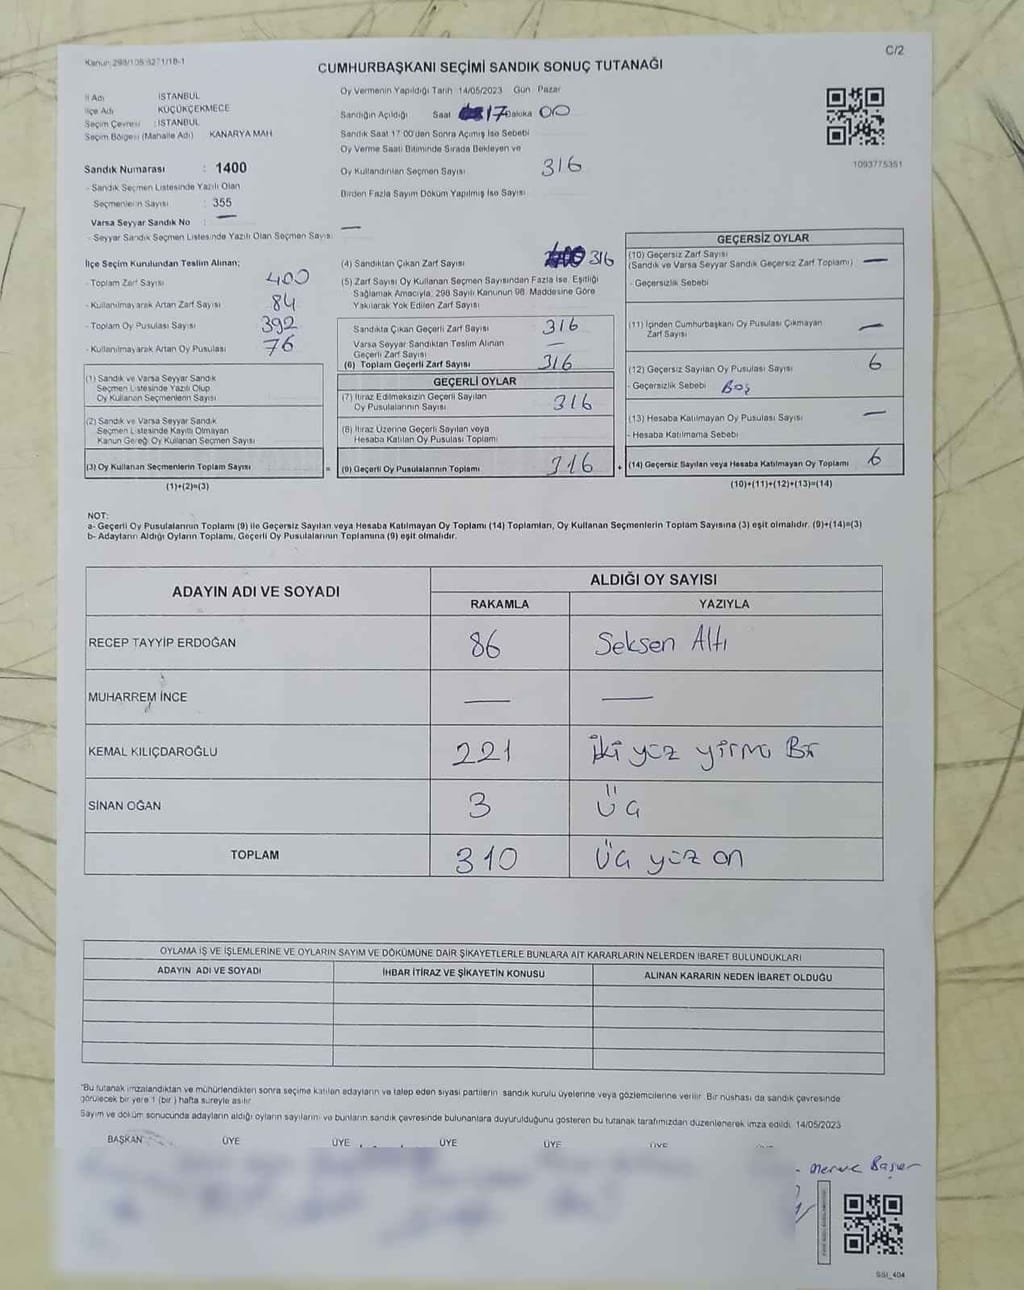 C/2
Kanun 298/105 6271/18-1
CUMHURBAŞKANI SEÇİMİ SANDIK SONUÇ TUTANAĞI
İl Adı : İSTANBUL
İlçe Adı : KÜÇÜKÇEKMECE
Seçim Çevresi : İSTANBUL
Seçim Bölgesi (Mahalle Adı) : KANARYA MAH
Sandık Numarası : 1400
- Sandık Seçmen Listesinde Yazılı Olan
Seçmenlerin Sayısı : 355
Varsa Seyyar Sandık No : —
- Seyyar Sandık Seçmen Listesinde Yazılı Olan Seçmen Sayısı : —
Oy Vermenin Yapıldığı Tarih 14/05/2023 Gün Pazar
Sandığın Açıldığı Saat 17 Dakika 00
Sandık Saat 17 00'den Sonra Açılmış İse Sebebi
Oy Verme Saati Bitiminde Sırada Bekleyen ve
Oy Kullandırılan Seçmen Sayısı 316
Birden Fazla Sayım Döküm Yapılmış İse Sayısı
1093775351
İlçe Seçim Kurulundan Teslim Alınan;
- Toplam Zarf Sayısı 400
- Kullanılmayarak Artan Zarf Sayısı 84
- Toplam Oy Pusulası Sayısı 392
- Kullanılmayarak Artan Oy Pusulası 76
(1) Sandık ve Varsa Seyyar Sandık
Seçmen Listesinde Yazılı Olup
Oy Kullanan Seçmenlerin Sayısı
(2) Sandık ve Varsa Seyyar Sandık
Seçmen Listesinde Kayıtlı Olmayan
Kanun Gereği Oy Kullanan Seçmen Sayısı
(3) Oy Kullanan Seçmenlerin Toplam Sayısı =
(1)+(2)=(3)
(4) Sandıktan Çıkan Zarf Sayısı 316
(5) Zarf Sayısı Oy Kullanan Seçmen Sayısından Fazla İse, Eşitliği
Sağlamak Amacıyla, 298 Sayılı Kanunun 98. Maddesine Göre
Yakılarak Yok Edilen Zarf Sayısı
Sandıkta Çıkan Geçerli Zarf Sayısı 316
Varsa Seyyar Sandıktan Teslim Alınan
Geçerli Zarf Sayısı —
(6) Toplam Geçerli Zarf Sayısı 316
GEÇERLİ OYLAR
(7) İtiraz Edilmeksizin Geçerli Sayılan
Oy Pusulalarının Sayısı 316
(8) İtiraz Üzerine Geçerli Sayılan veya
Hesaba Katılan Oy Pusulası Toplamı
(9) Geçerli Oy Pusulalarının Toplamı 316 +
GEÇERSİZ OYLAR
(10) Geçersiz Zarf Sayısı
(Sandık ve Varsa Seyyar Sandık Geçersiz Zarf Toplamı) —
- Geçersizlik Sebebi
(11) İçinden Cumhurbaşkanı Oy Pusulası Çıkmayan
Zarf Sayısı —
(12) Geçersiz Sayılan Oy Pusulası Sayısı 6
- Geçersizlik Sebebi Boş
(13) Hesaba Katılmayan Oy Pusulası Sayısı —
- Hesaba Katılmama Sebebi
(14) Geçersiz Sayılan veya Hesaba Katılmayan Oy Toplamı 6
(10)+(11)+(12)+(13)=(14)
NOT:
a- Geçerli Oy Pusulalarının Toplamı (9) ile Geçersiz Sayılan veya Hesaba Katılmayan Oy Toplamı (14) Toplamları, Oy Kullanan Seçmenlerin Toplam Sayısına (3) eşit olmalıdır. (9)+(14)=(3)
b- Adayların Aldığı Oyların Toplamı, Geçerli Oy Pusulalarının Toplamına (9) eşit olmalıdır.
ADAYIN ADI VE SOYADI ALDIĞI OY SAYISI
RAKAMLA YAZIYLA
RECEP TAYYİP ERDOĞAN 86 Seksen Altı
MUHARREM İNCE — —
KEMAL KILIÇDAROĞLU 221 İki yüz yirmi Bir
SİNAN OĞAN 3 Üç
TOPLAM 310 Üç yüz on
OYLAMA İŞ VE İŞLEMLERİNE VE OYLARIN SAYIM VE DÖKÜMÜNE DAİR ŞİKAYETLERLE BUNLARA AİT KARARLARIN NELERDEN İBARET BULUNDUKLARI
ADAYIN ADI VE SOYADI İHBAR İTİRAZ VE ŞİKAYETİN KONUSU ALINAN KARARIN NEDEN İBARET OLDUĞU
"Bu tutanak imzalandıktan ve mühürlendikten sonra seçime katılan adayların ve talep eden siyasi partilerin sandık kurulu üyelerine veya gözlemcilerine verilir. Bir nüshası da sandık çevresinde
görülecek bir yere 1 (bir ) hafta süreyle asılır.
Sayım ve döküm sonucunda adayların aldığı oyların sayılarını ve bunların sandık çevresinde bulunanlara duyurulduğunu gösteren bu tutanak tarafımızdan düzenlenerek imza edildi. 14/05/2023
BAŞKAN ÜYE ÜYE ÜYE ÜYE ÜYE
Merve Başer
SSİ_404